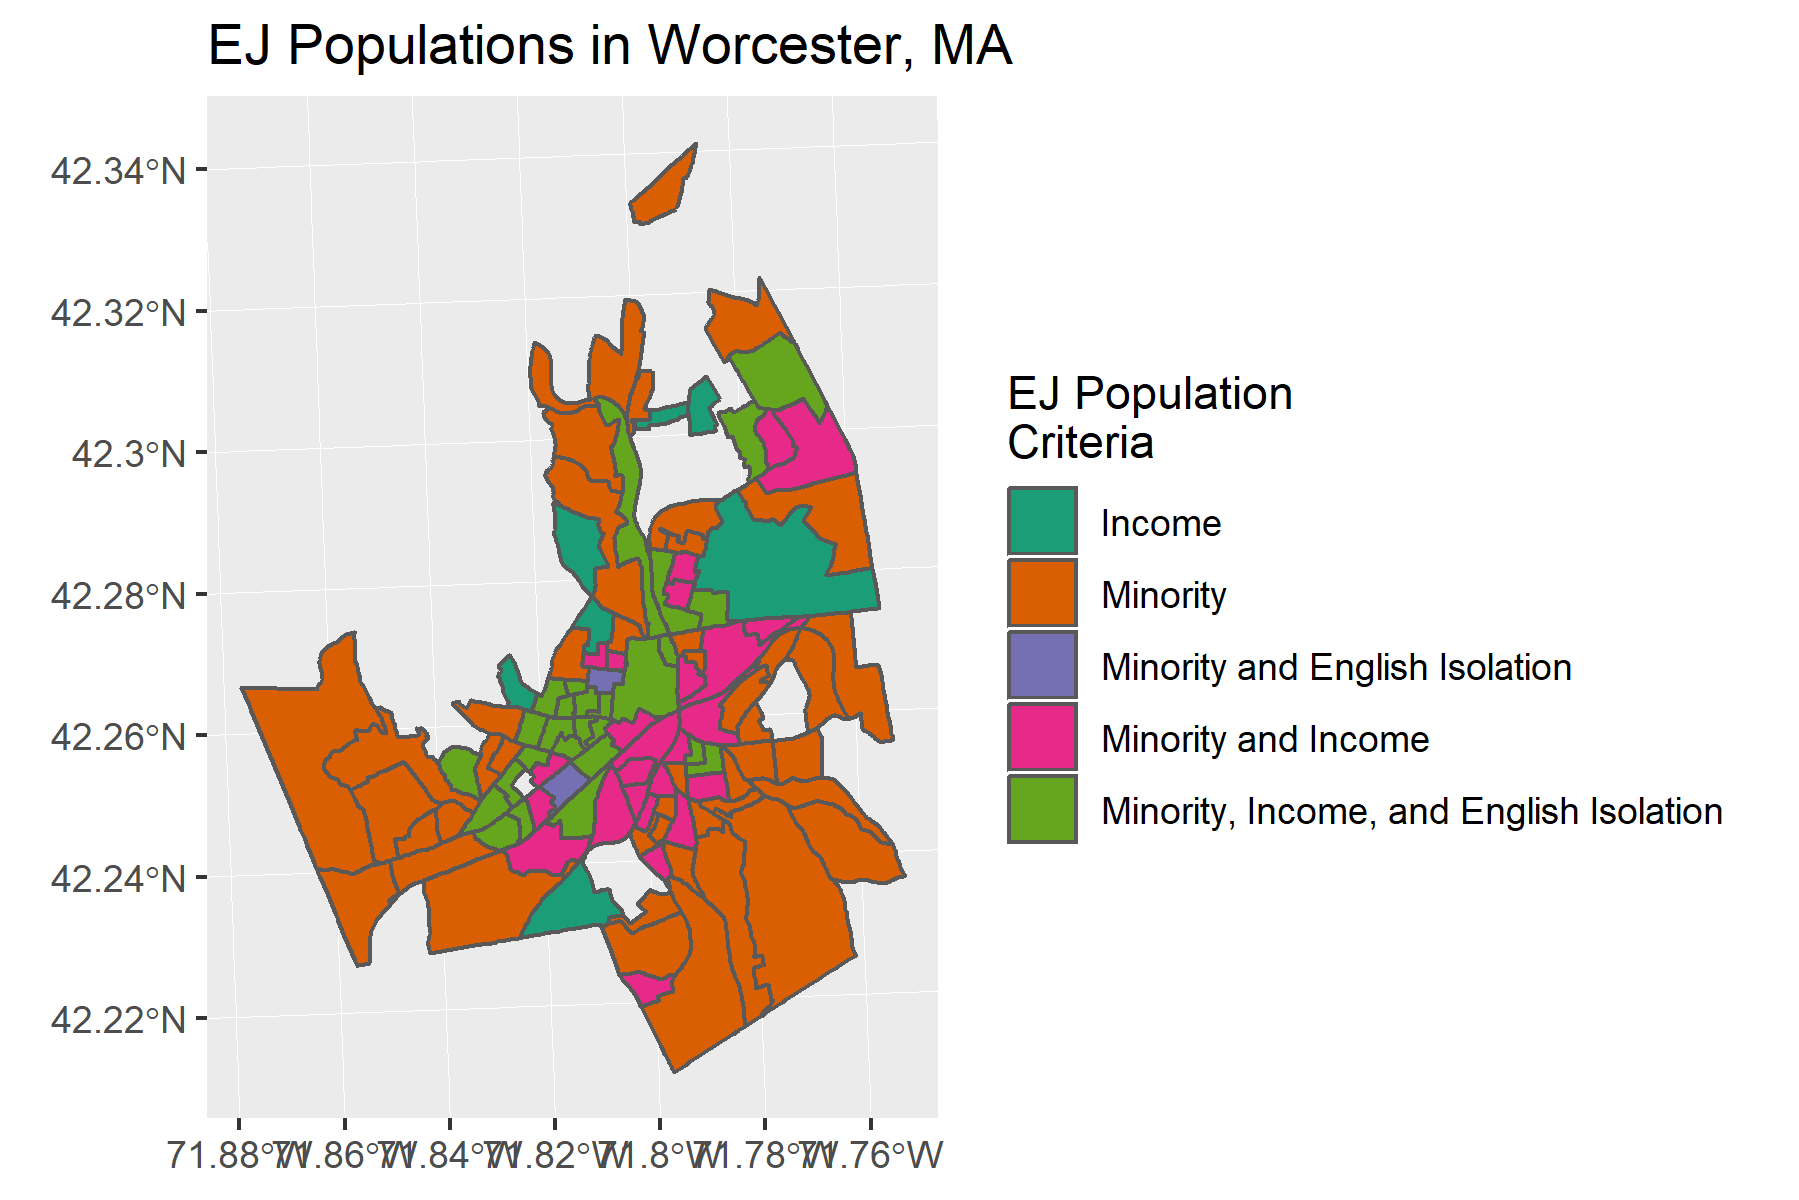 EJ Populations in Worcester, MA
42.34°N
42.32°N
42.3°N
42.28°N
42.26°N
42.24°N
42.22°N
71.88°W 71.86°W 71.84°W 71.82°W 71.8°W 71.78°W 71.76°W
EJ Population
Criteria
Income
Minority
Minority and English Isolation
Minority and Income
Minority, Income, and English Isolation